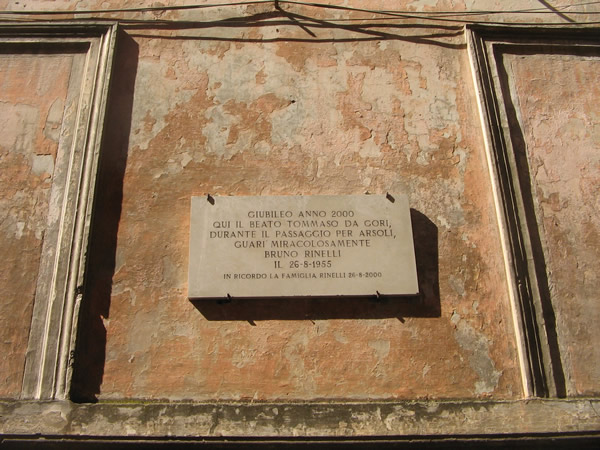 GIUBILEO ANNO 2000
QUI IL BEATO TOMMASO DA GORI,
DURANTE IL PASSAGGIO PER ARSOLI,
GUARÌ MIRACOLOSAMENTE
BRUNO RINELLI
IL 26-8-1955
IN RICORDO LA FAMIGLIA RINELLI 26-8-2000